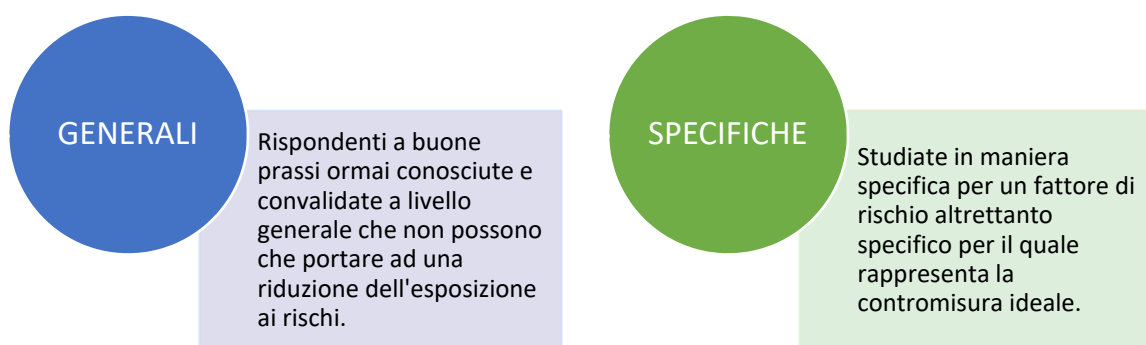 GENERALI
Rispondenti a buone
prassi ormai conosciute e
convalidate a livello
generale che non possono
che portare ad una
riduzione dell'esposizione
ai rischi.
SPECIFICHE
Studiate in maniera
specifica per un fattore di
rischio altrettanto
specifico per il quale
rappresenta la
contromisura ideale.